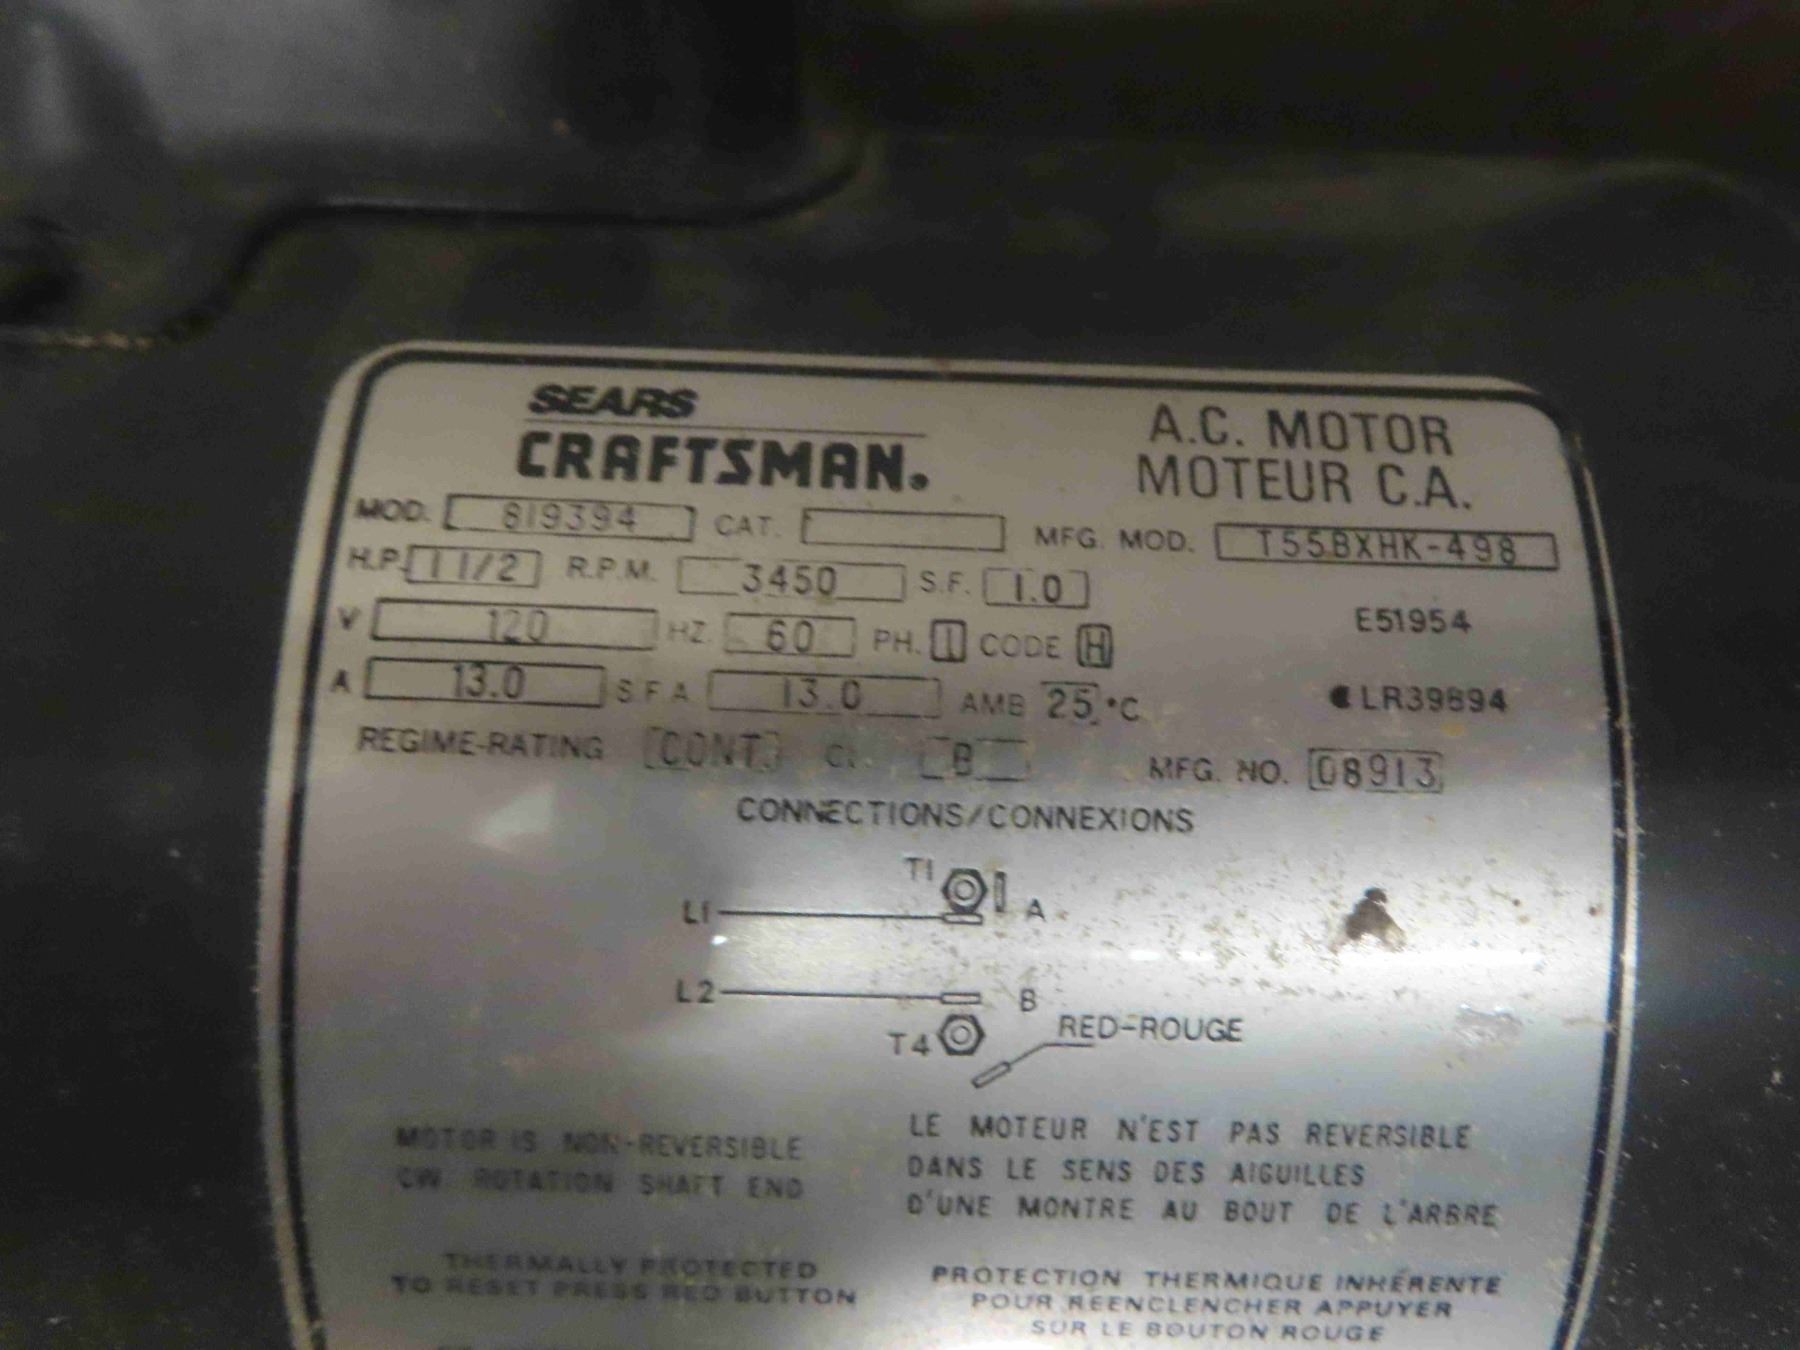 SEARS
CRAFTSMAN.
A.C. MOTOR
MOTEUR C.A.
MOD. 819394 CAT. MFG. MOD. T55BXHK-498
H.P. 1 1/2 R.P.M. 3450 S.F. 1.0
V 120 HZ. 60 PH. 1 CODE H
E51954
A 13.0 S F A 13.0 AMB 25 °C
LR39894
REGIME-RATING CONT. B
MFG. NO. 08913
CONNECTIONS/CONNEXIONS
T1
L1 A
L2 B
T4 RED-ROUGE
MOTOR IS NON-REVERSIBLE
CW. ROTATION SHAFT END
LE MOTEUR N'EST PAS REVERSIBLE
DANS LE SENS DES AIGUILLES
D'UNE MONTRE AU BOUT DE L'ARBRE
THERMALLY PROTECTED
TO RESET PRESS RED BUTTON
PROTECTION THERMIQUE INHÉRENTE
POUR REENCLENCHER APPUYER
SUR LE BOUTON ROUGE